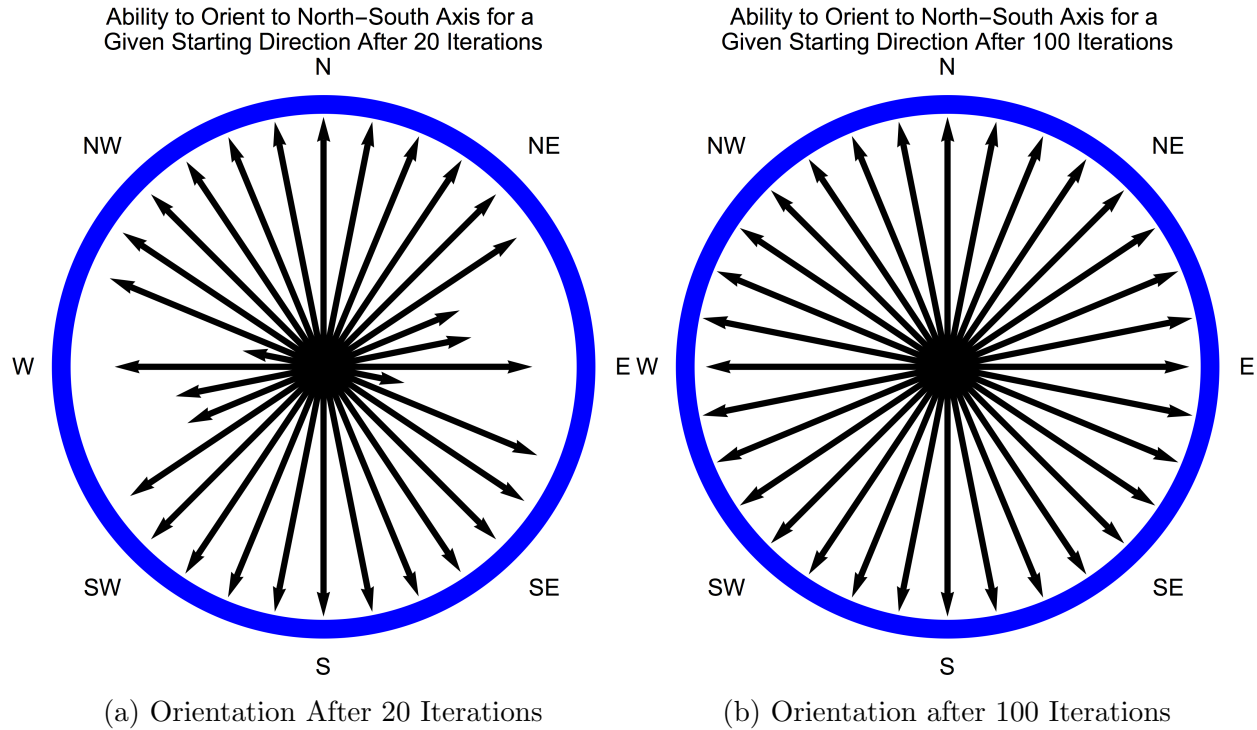 Ability to Orient to North−South Axis for a
Given Starting Direction After 20 Iterations
N
NW
NE
W
E
SW
SE
S
(a) Orientation After 20 Iterations
Ability to Orient to North−South Axis for a
Given Starting Direction After 100 Iterations
N
NW
NE
W
E
SW
SE
S
(b) Orientation after 100 Iterations